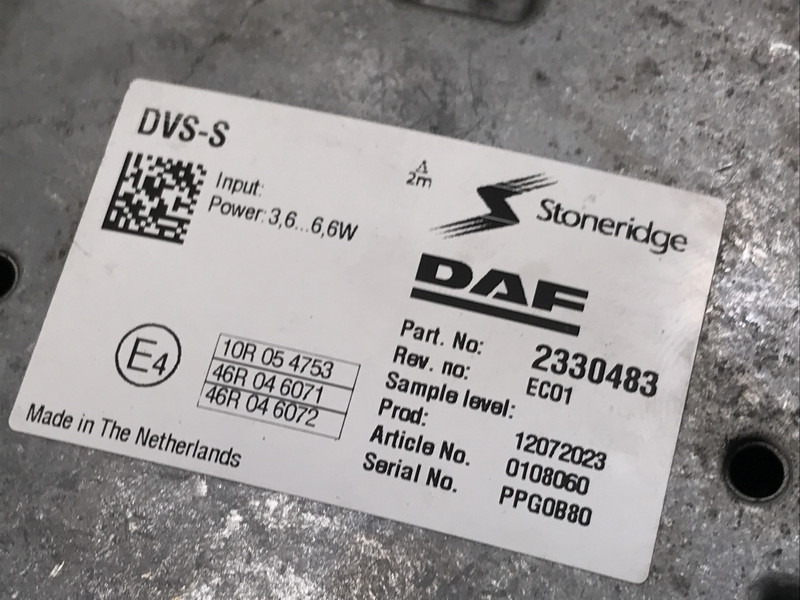 DVS-S
Input:
Power: 3,6...6,6W
2m
Stoneridge
DAF
E4
10R 05 4753
46R 04 6071
46R 04 6072
Made in The Netherlands
Part. No: 2330483
Rev. no: EC01
Sample level:
Prod: 12072023
Article No. 0108060
Serial No. PPG0B80